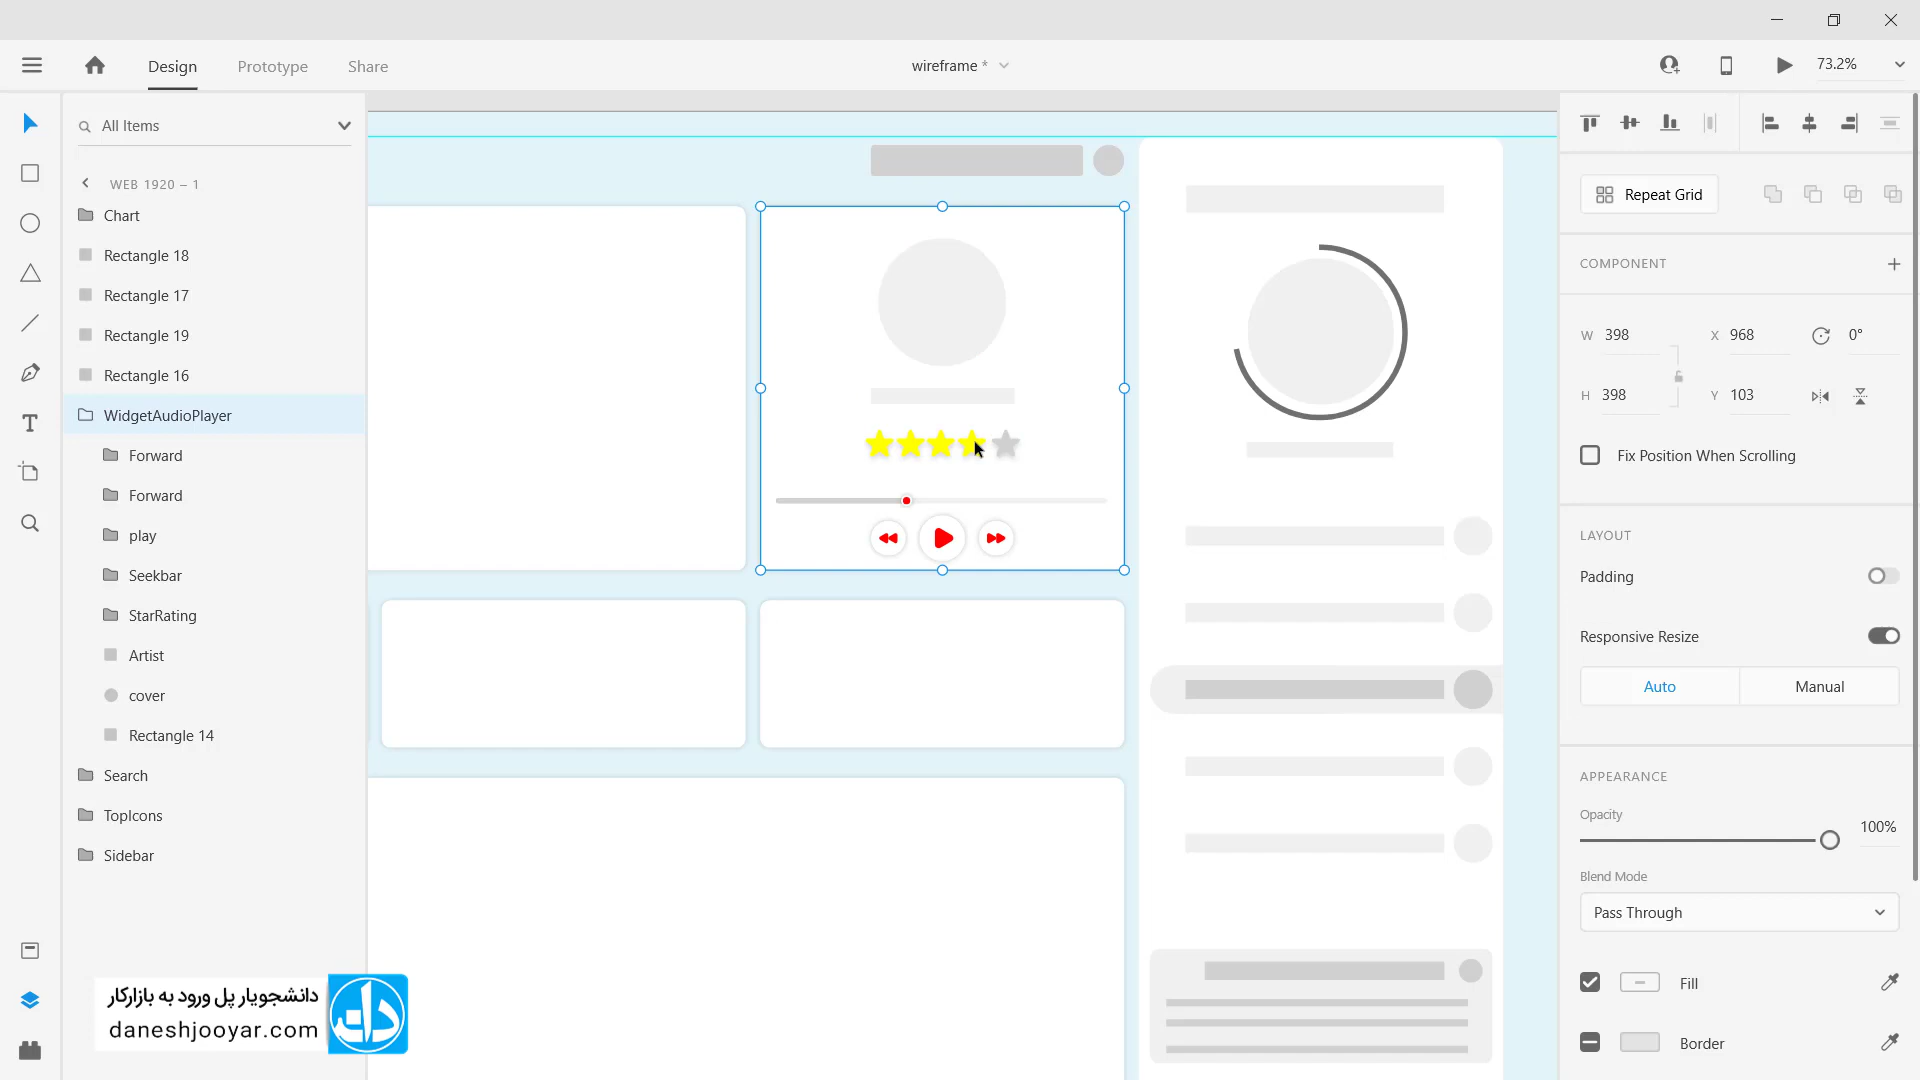 Design
Prototype
Share
wireframe *
73.2%
All Items
WEB 1920 – 1
Chart
Rectangle 18
Rectangle 17
Rectangle 19
Rectangle 16
WidgetAudioPlayer
Forward
Forward
play
Seekbar
StarRating
Artist
cover
Rectangle 14
Search
TopIcons
Sidebar
Repeat Grid
COMPONENT
W 398
X 968
0°
H 398
Y 103
Fix Position When Scrolling
LAYOUT
Padding
Responsive Resize
Auto
Manual
APPEARANCE
Opacity
100%
Blend Mode
Pass Through
Fill
Border
دانشجویار پل ورود به بازارکار
daneshjooyar.com